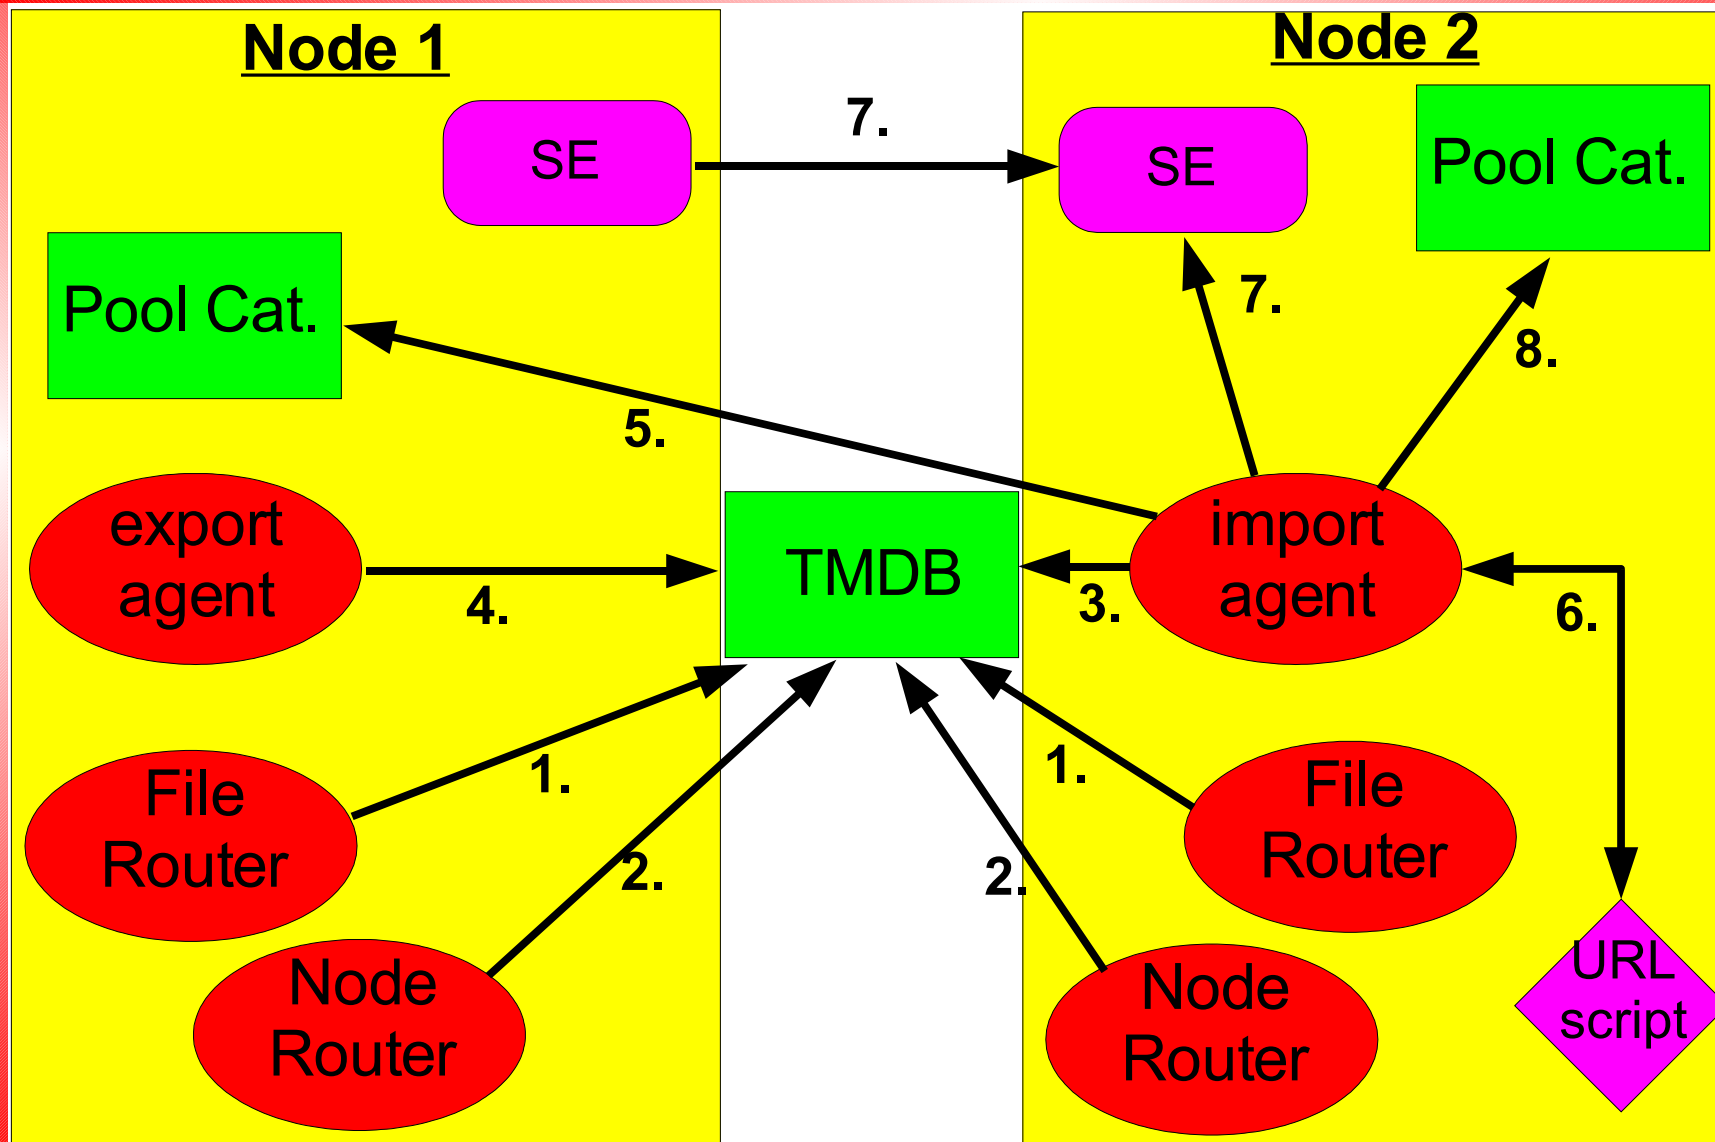 Node 1
Node 2
SE
7.
SE
Pool Cat.
Pool Cat.
7.
8.
5.
export
agent
4.
TMDB
3.
import
agent
6.
File
Router
1.
2.
1.
2.
File
Router
Node
Router
Node
Router
URL
script